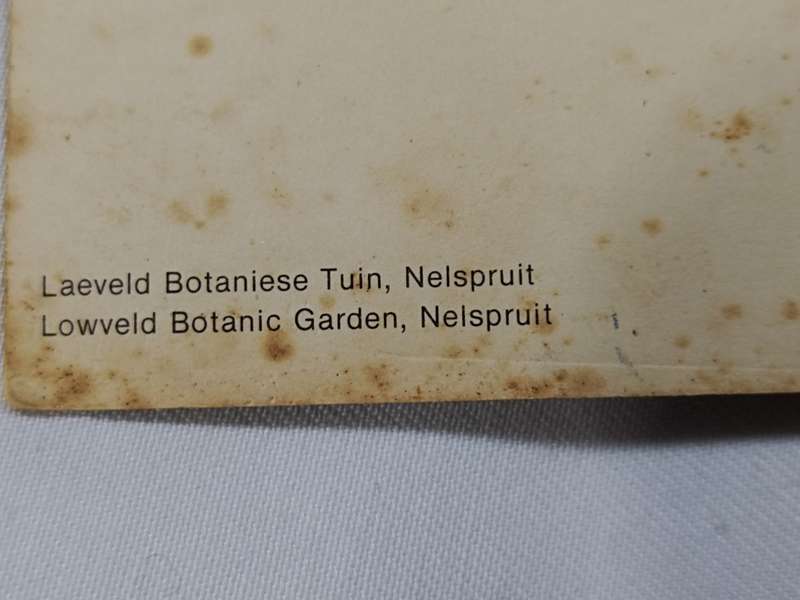 Laeveld Botaniese Tuin, Nelspruit
Lowveld Botanic Garden, Nelspruit